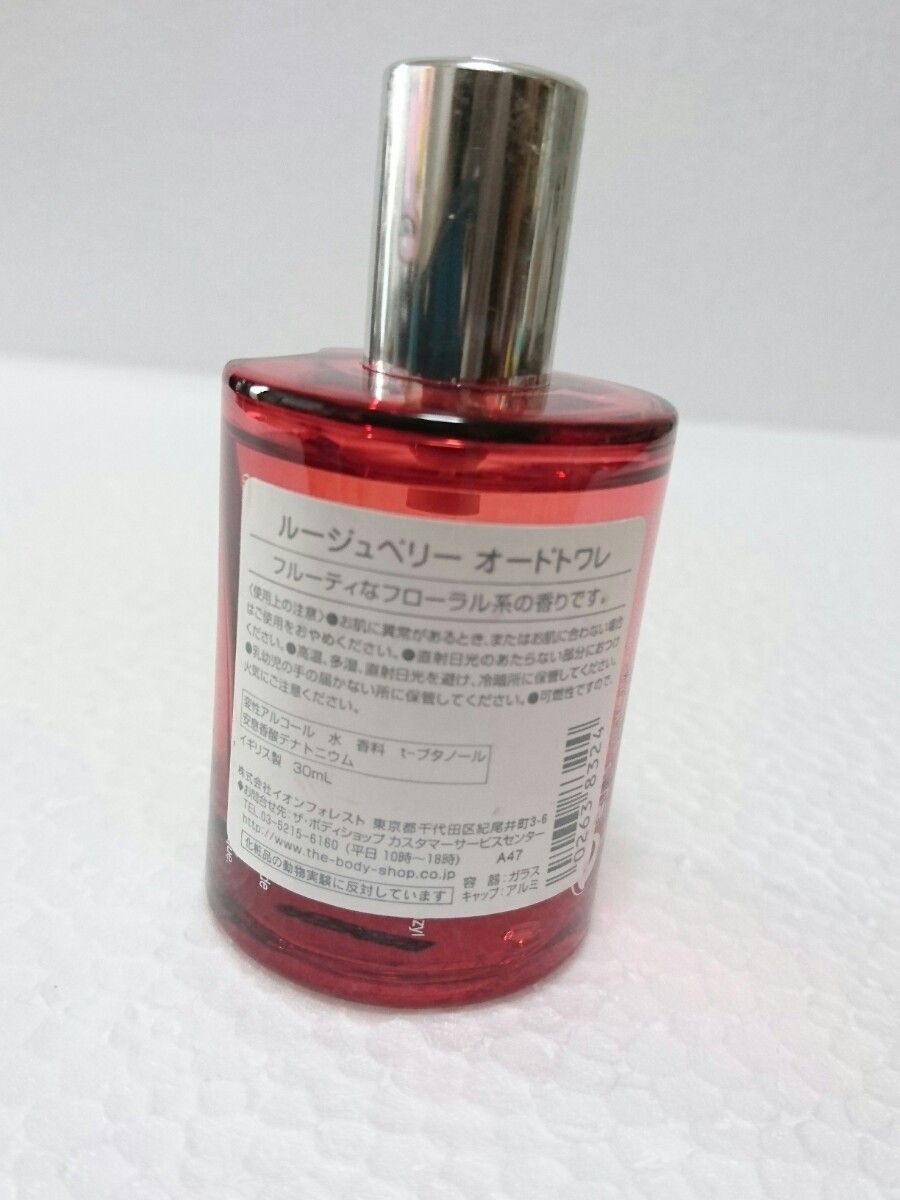 ルージュベリー オードトワレ
フルーティなフローラル系の香りです。
〈使用上の注意〉●お肌に異常があるとき、またはお肌に合わない場合
はご使用をおやめください。●直射日光のあたらない部分におつけ
ください。●高温、多湿、直射日光を避け、冷暗所に保管してください。
●乳幼児の手の届かない所に保管してください。●可燃性ですので、
火気にご注意ください。
変性アルコール 水 香料 t-ブタノール
安息香酸デナトニウム
イギリス製 30mL
株式会社イオンフォレスト 東京都千代田区紀尾井町3-6
◆お問合せ先:ザ・ボディショップ カスタマーサービスセンター
TEL.03-5215-6160 (平日 10時～18時) A47
http://www.the-body-shop.co.jp
化粧品の動物実験に反対しています
容 器:ガラス
キャップ:アルミ
02638324
zyl